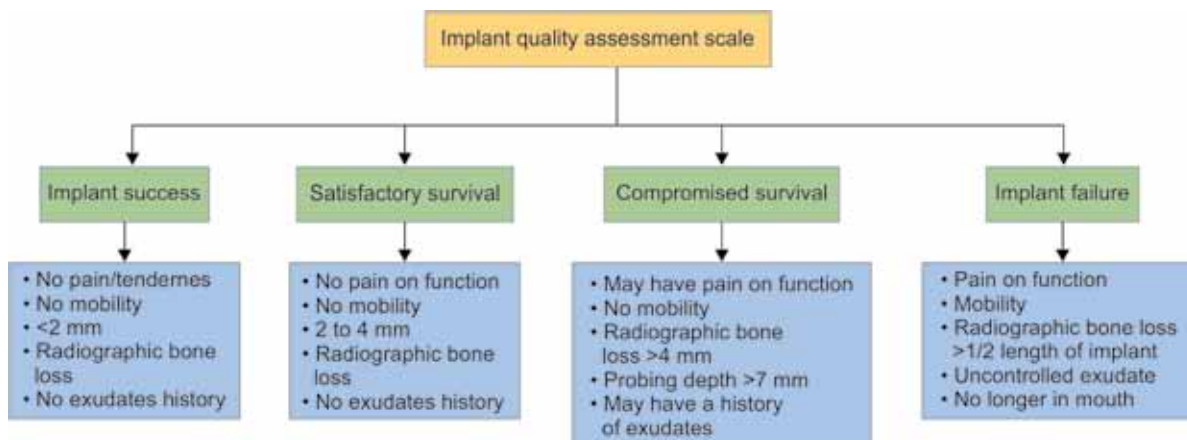 Implant quality assessment scale
Implant success
Satisfactory survival
Compromised survival
Implant failure
• No pain/tendernes
• No mobility
• <2 mm
• Radiographic bone
loss
• No exudates history
• No pain on function
• No mobility
• 2 to 4 mm
• Radiographic bone
loss
• No exudates history
• May have pain on function
• No mobility
• Radiographic bone
loss >4 mm
• Probing depth >7 mm
• May have a history
of exudates
• Pain on function
• Mobility
• Radiographic bone loss
>1/2 length of implant
• Uncontrolled exudate
• No longer in mouth